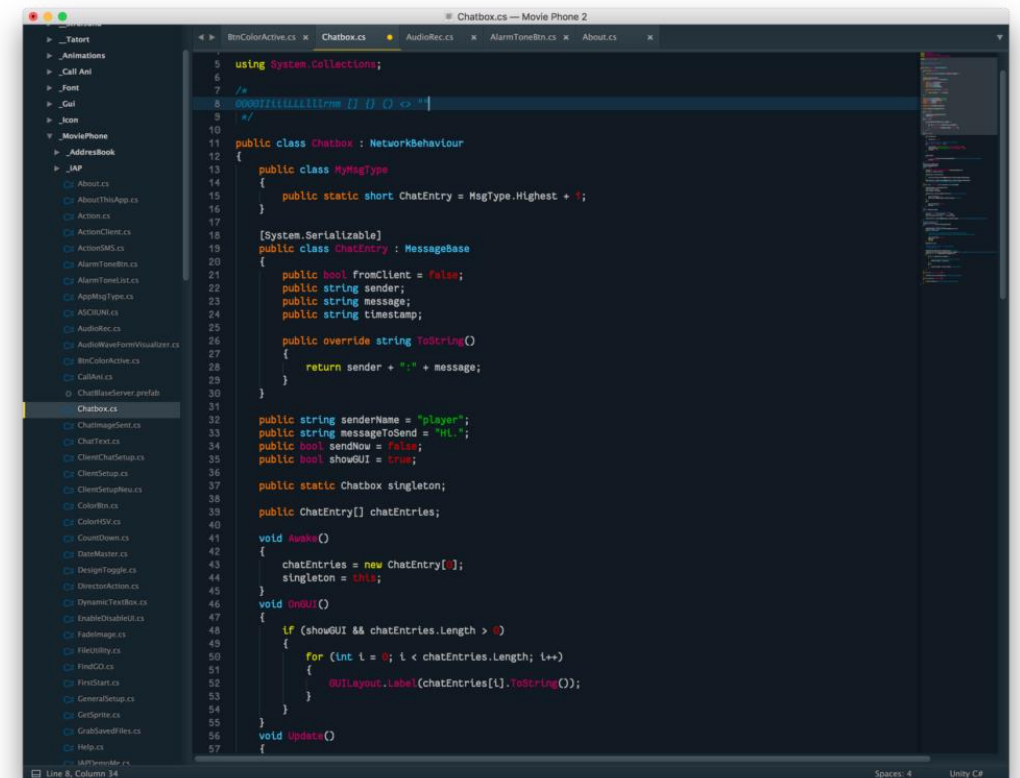 Chatbox.cs — Movie Phone 2
__Tatort
_Animations
_Call Ani
_Font
_Gui
_Icon
_MoviePhone
_AddresBook
_IAP
About.cs
AboutThisApp.cs
Action.cs
ActionClient.cs
ActionSMS.cs
AlarmToneBtn.cs
AlarmToneList.cs
AppMsgType.cs
ASCIIUNI.cs
AudioRec.cs
AudioWaveFormVisualizer.cs
BtnColorActive.cs
CallAni.cs
ChatBlaseServer.prefab
Chatbox.cs
ChatImageSent.cs
ChatText.cs
ClientChatSetup.cs
ClientSetup.cs
ClientSetupNeu.cs
ColorBtn.cs
ColorHSV.cs
CountDown.cs
DateMaster.cs
DesignToggle.cs
DirectorAction.cs
DynamicTextBox.cs
EnableDisableUI.cs
FadeImage.cs
FileUtility.cs
FindGO.cs
FirstStart.cs
GeneralSetup.cs
GetSprite.cs
GrabSavedFiles.cs
Help.cs
IAPDemoMe.cs
BtnColorActive.cs × Chatbox.cs AudioRec.cs × AlarmToneBtn.cs × About.cs ×
5 using System.Collections;
6
7 /*
8 [] {} () <> ""
9 */
10
11 public class Chatbox : NetworkBehaviour
12 {
13 public class MyMsgType
14 {
15 public static short ChatEntry = MsgType.Highest + 1;
16 }
17
18 [System.Serializable]
19 public class ChatEntry : MessageBase
20 {
21 public bool fromClient = false;
22 public string sender;
23 public string message;
24 public string timestamp;
25
26 public override string ToString()
27 {
28 return sender + ":" + message;
29 }
30 }
31
32 public string senderName = "player";
33 public string messageToSend = "Hi.";
34 public bool sendNow = false;
35 public bool showGUI = true;
36
37 public static Chatbox singleton;
38
39 public ChatEntry[] chatEntries;
40
41 void Awake()
42 {
43 chatEntries = new ChatEntry[0];
44 singleton = this;
45 }
46 void OnGUI()
47 {
48 if (showGUI && chatEntries.Length > 0)
49 {
50 for (int i = 0; i < chatEntries.Length; i++)
51 {
52 GUILayout.Label(chatEntries[i].ToString());
53 }
54 }
55 }
56 void Update()
57 {
Line 8, Column 34 Spaces: 4 Unity C#